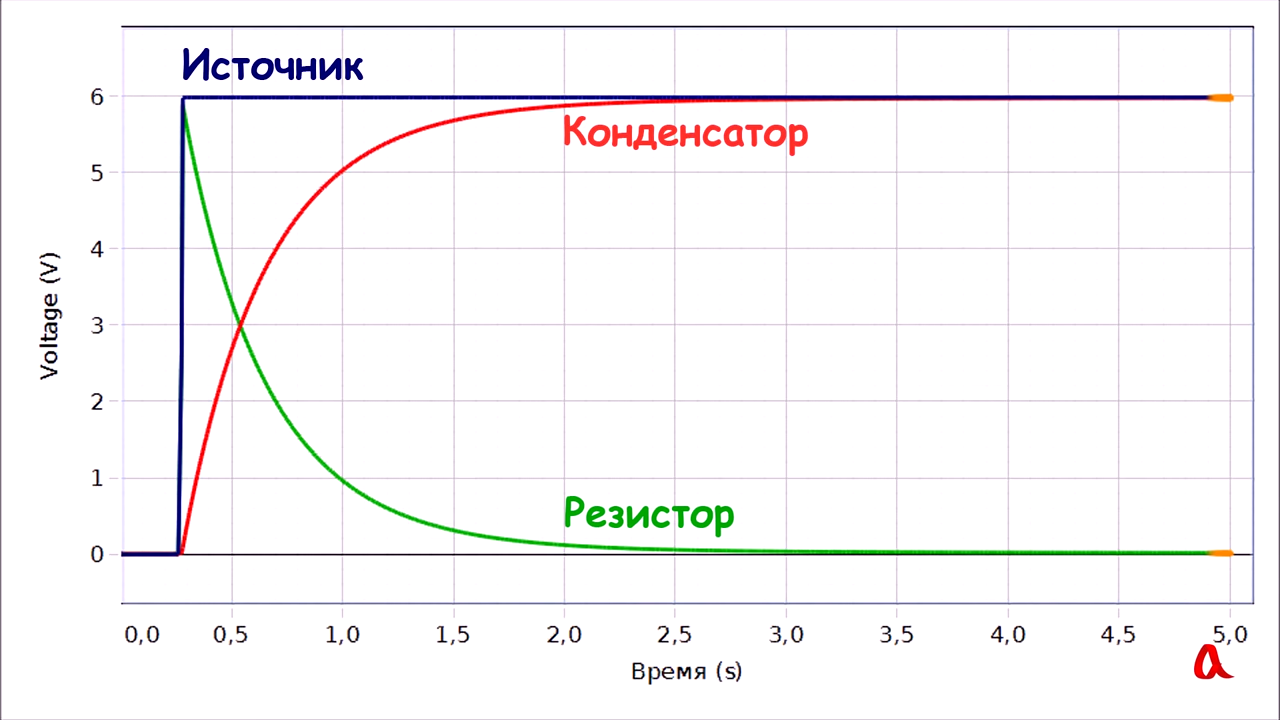 Источник
6
Конденсатор
5
4
Voltage (V)
3
2
1
Резистор
0
0,0 0,5 1,0 1,5 2,0 2,5 3,0 3,5 4,0 4,5 5,0
Время (s)
а